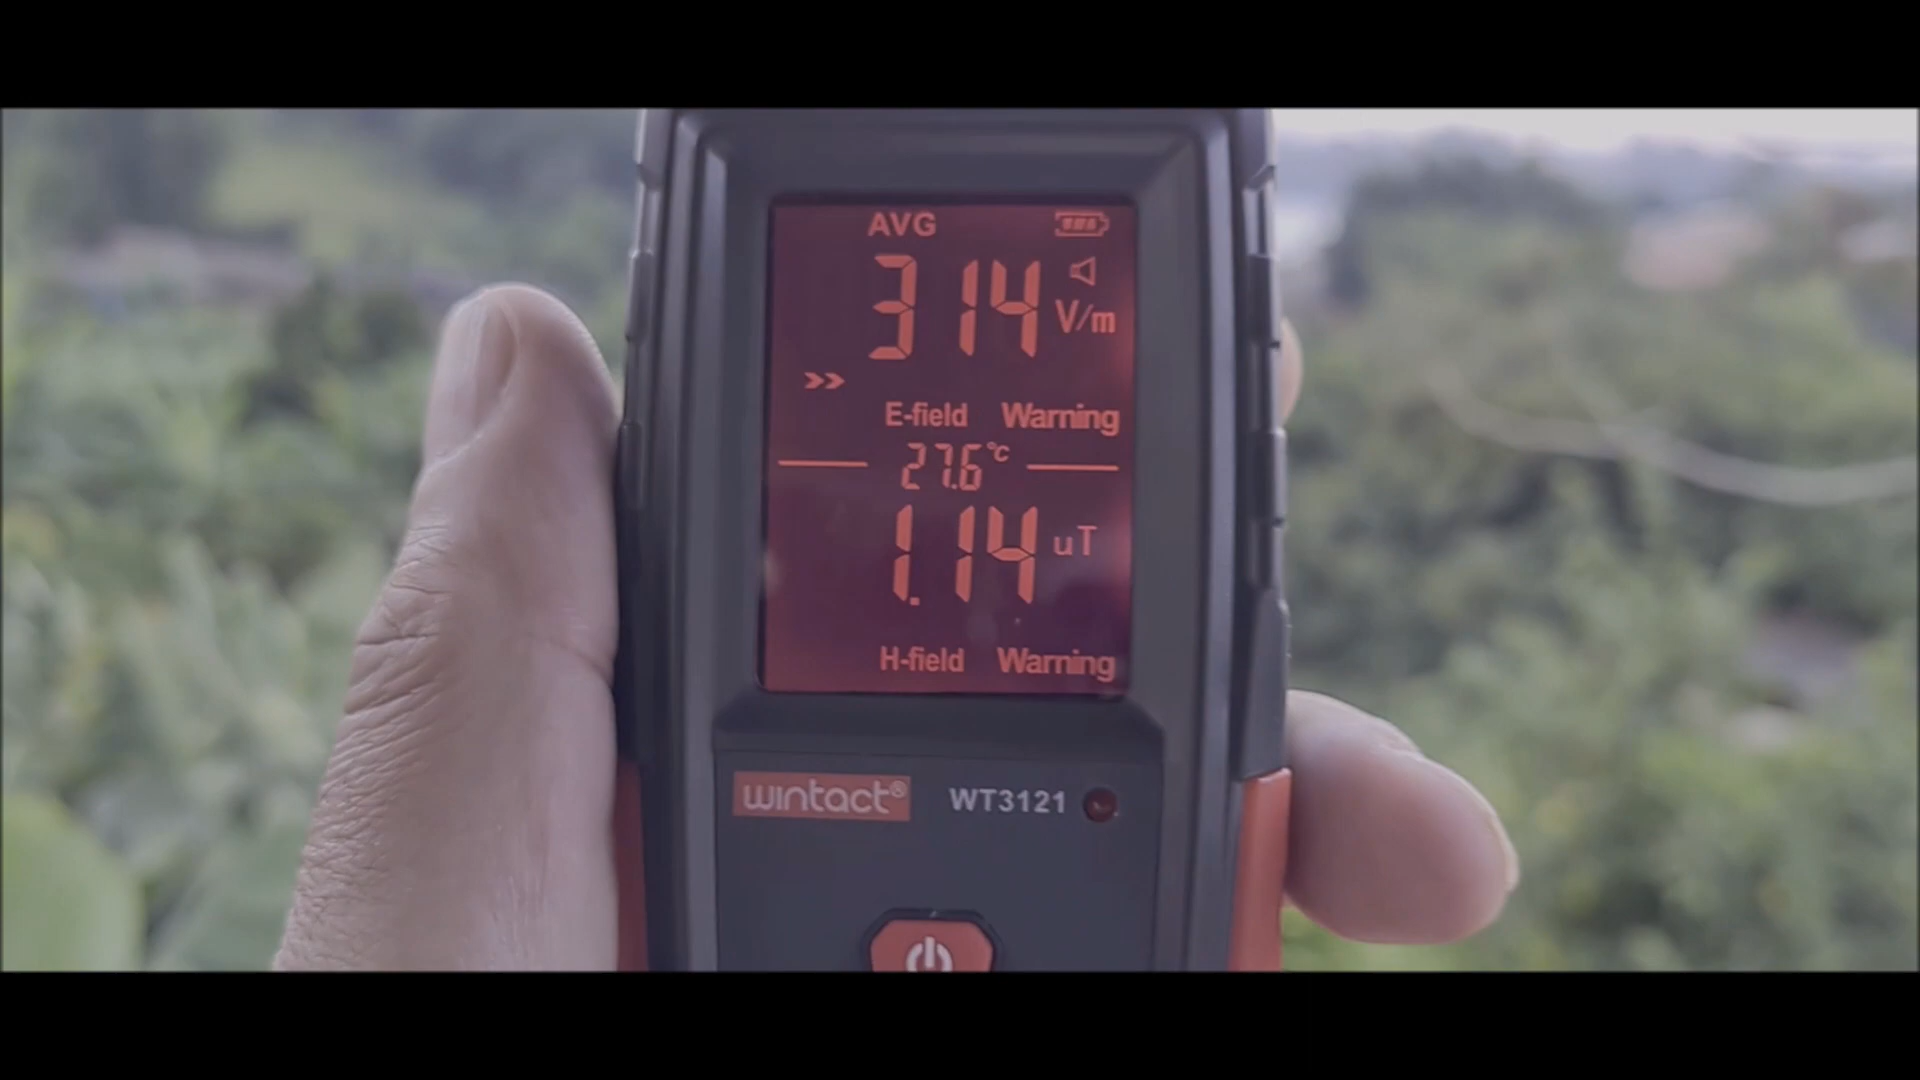 AVG
314 V/m
E-field Warning
27.6 °C
1.14 uT
H-field Warning
wintact® WT3121